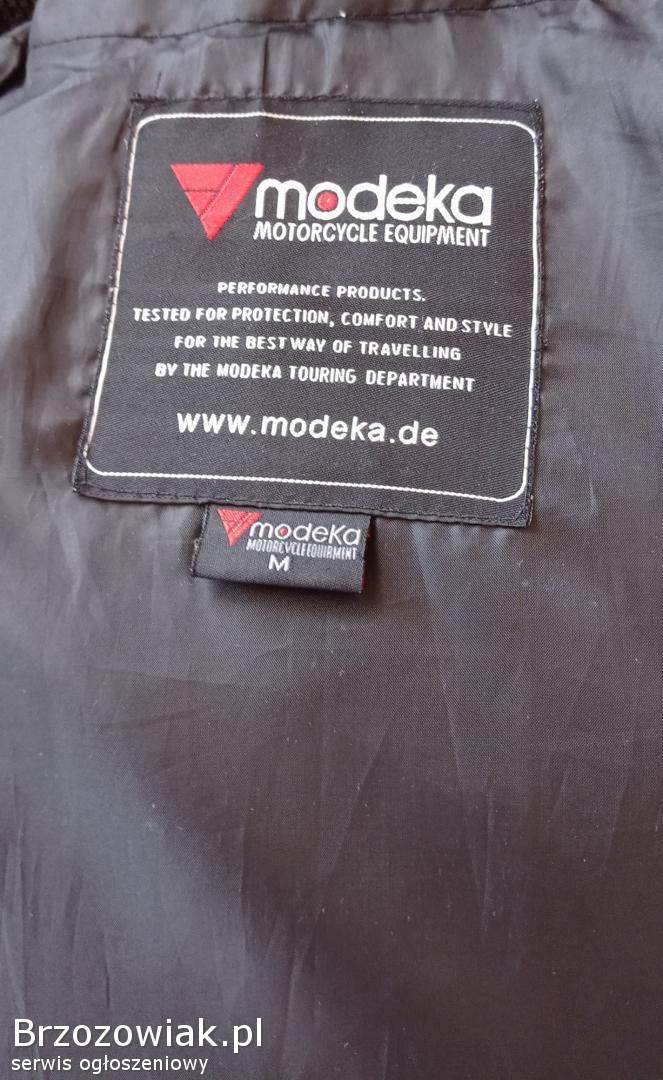 modeka
MOTORCYCLE EQUIPMENT
PERFORMANCE PRODUCTS.
TESTED FOR PROTECTION, COMFORT AND STYLE
FOR THE BEST WAY OF TRAVELLING
BY THE MODEKA TOURING DEPARTMENT
www.modeka.de
modeka
MOTORCYCLE EQUIPMENT
M
Brzozowiak.pl
serwis ogłoszeniowy